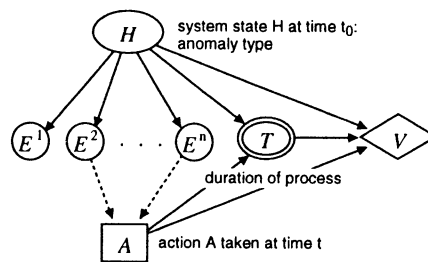 H
system state H at time t₀:
anomaly type
E¹ E² . . . Eⁿ T V
duration of process
A
action A taken at time t